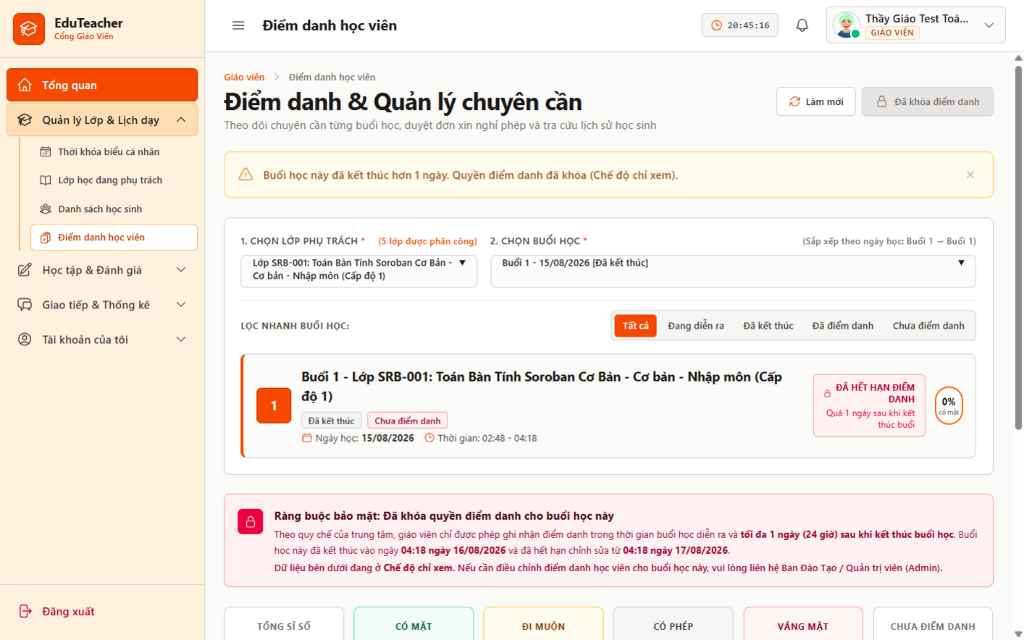 EduTeacher
Cổng Giáo Viên
Tổng quan
Quản lý Lớp & Lịch dạy
Thời khóa biểu cá nhân
Lớp học đang phụ trách
Danh sách học sinh
Điểm danh học viên
Học tập & Đánh giá
Giao tiếp & Thống kê
Tài khoản của tôi
Đăng xuất
Điểm danh học viên
20:45:16
Thầy Giáo Test Toà...
GIÁO VIÊN
Giáo viên > Điểm danh học viên
Điểm danh & Quản lý chuyên cần
Theo dõi chuyên cần từng buổi học, duyệt đơn xin nghỉ phép và tra cứu lịch sử học sinh
Làm mới
Đã khóa điểm danh
Buổi học này đã kết thúc hơn 1 ngày. Quyền điểm danh đã khóa (Chế độ chỉ xem).
1. CHỌN LỚP PHỤ TRÁCH * (5 lớp được phân công)
Lớp SRB-001: Toán Bàn Tính Soroban Cơ Bản -
Cơ bản - Nhập môn (Cấp độ 1)
2. CHỌN BUỔI HỌC * (Sắp xếp theo ngày học: Buổi 1 → Buổi 1)
Buổi 1 - 15/08/2026 [Đã kết thúc]
LỌC NHANH BUỔI HỌC:
Tất cả Đang diễn ra Đã kết thúc Đã điểm danh Chưa điểm danh
1
Buổi 1 - Lớp SRB-001: Toán Bàn Tính Soroban Cơ Bản - Cơ bản - Nhập môn (Cấp
độ 1)
Đã kết thúc Chưa điểm danh
Ngày học: 15/08/2026 Thời gian: 02:48 - 04:18
ĐÃ HẾT HẠN ĐIỂM
DANH
Quá 1 ngày sau khi kết
thúc buổi
0%
có mặt
Ràng buộc bảo mật: Đã khóa quyền điểm danh cho buổi học này
Theo quy chế của trung tâm, giáo viên chỉ được phép ghi nhận điểm danh trong thời gian buổi học diễn ra và tối đa 1 ngày (24 giờ) sau khi kết thúc buổi học. Buổi
học này đã kết thúc vào ngày 04:18 ngày 16/08/2026 và đã hết hạn chỉnh sửa từ 04:18 ngày 17/08/2026.
Dữ liệu bên dưới đang ở Chế độ chỉ xem. Nếu cần điều chỉnh điểm danh học viên cho buổi học này, vui lòng liên hệ Ban Đào Tạo / Quản trị viên (Admin).
TỔNG SĨ SỐ
CÓ MẶT
ĐI MUỘN
CÓ PHÉP
VẮNG MẶT
CHƯA ĐIỂM DANH